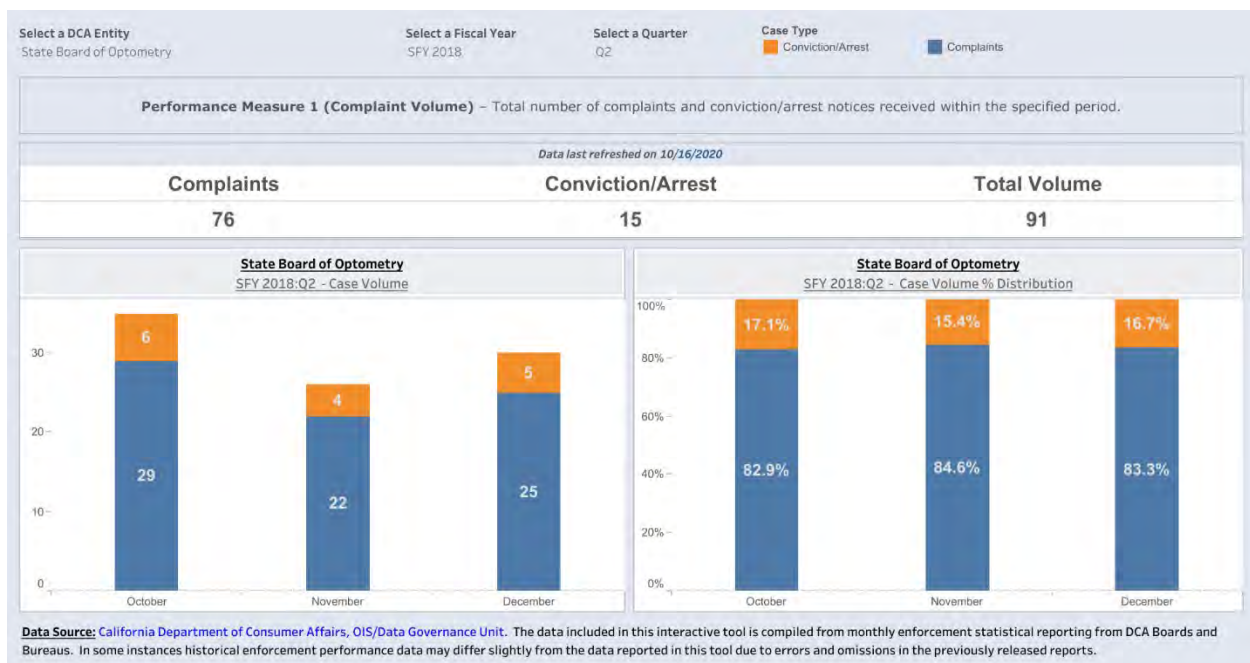 Select a DCA Entity
State Board of Optometry
Select a Fiscal Year
SFY 2018
Select a Quarter
Q2
Case Type
Conviction/Arrest
Complaints
Performance Measure 1 (Complaint Volume) – Total number of complaints and conviction/arrest notices received within the specified period.
Data last refreshed on 10/16/2020
Complaints Conviction/Arrest Total Volume
76 15 91
State Board of Optometry
SFY 2018:Q2 - Case Volume
30
20
10
0
6
29
4
22
5
25
October November December
State Board of Optometry
SFY 2018:Q2 - Case Volume % Distribution
100%
80%
60%
40%
20%
0%
17.1% 15.4% 16.7%
82.9% 84.6% 83.3%
October November December
Data Source: California Department of Consumer Affairs, OIS/Data Governance Unit. The data included in this interactive tool is compiled from monthly enforcement statistical reporting from DCA Boards and
Bureaus. In some instances historical enforcement performance data may differ slightly from the data reported in this tool due to errors and omissions in the previously released reports.